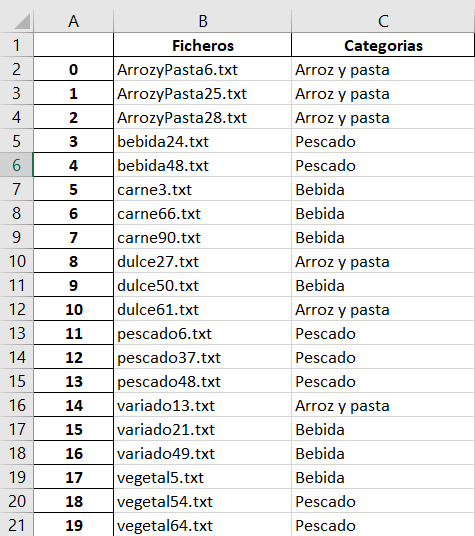 A B C
1 Ficheros Categorias
2 0 ArrozyPasta6.txt Arroz y pasta
3 1 ArrozyPasta25.txt Arroz y pasta
4 2 ArrozyPasta28.txt Arroz y pasta
5 3 bebida24.txt Pescado
6 4 bebida48.txt Pescado
7 5 carne3.txt Bebida
8 6 carne66.txt Bebida
9 7 carne90.txt Bebida
10 8 dulce27.txt Arroz y pasta
11 9 dulce50.txt Bebida
12 10 dulce61.txt Arroz y pasta
13 11 pescado6.txt Pescado
14 12 pescado37.txt Pescado
15 13 pescado48.txt Pescado
16 14 variado13.txt Arroz y pasta
17 15 variado21.txt Bebida
18 16 variado49.txt Bebida
19 17 vegetal5.txt Bebida
20 18 vegetal54.txt Pescado
21 19 vegetal64.txt Pescado